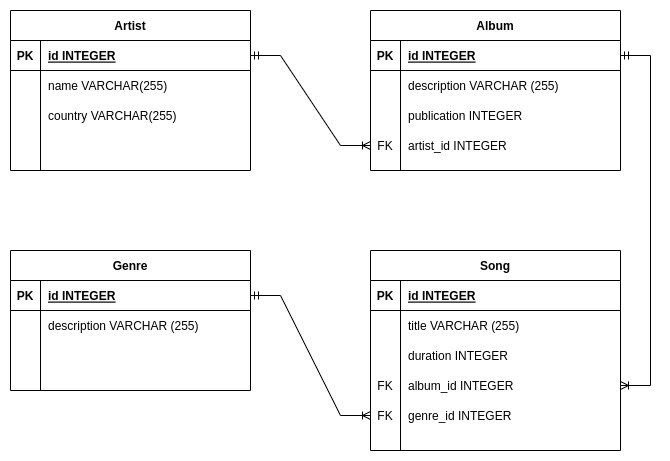 Artist
PK id INTEGER
name VARCHAR(255)
country VARCHAR(255)
Album
PK id INTEGER
description VARCHAR (255)
publication INTEGER
FK artist_id INTEGER
Genre
PK id INTEGER
description VARCHAR (255)
Song
PK id INTEGER
title VARCHAR (255)
duration INTEGER
FK album_id INTEGER
FK genre_id INTEGER